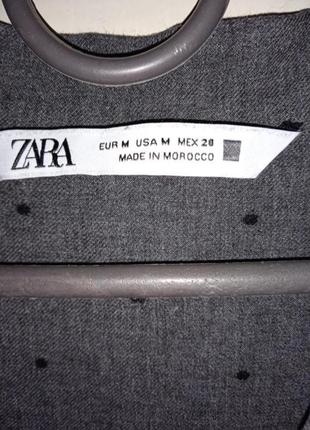 ZARA
EUR M USA M MEX 28
MADE IN MOROCCO